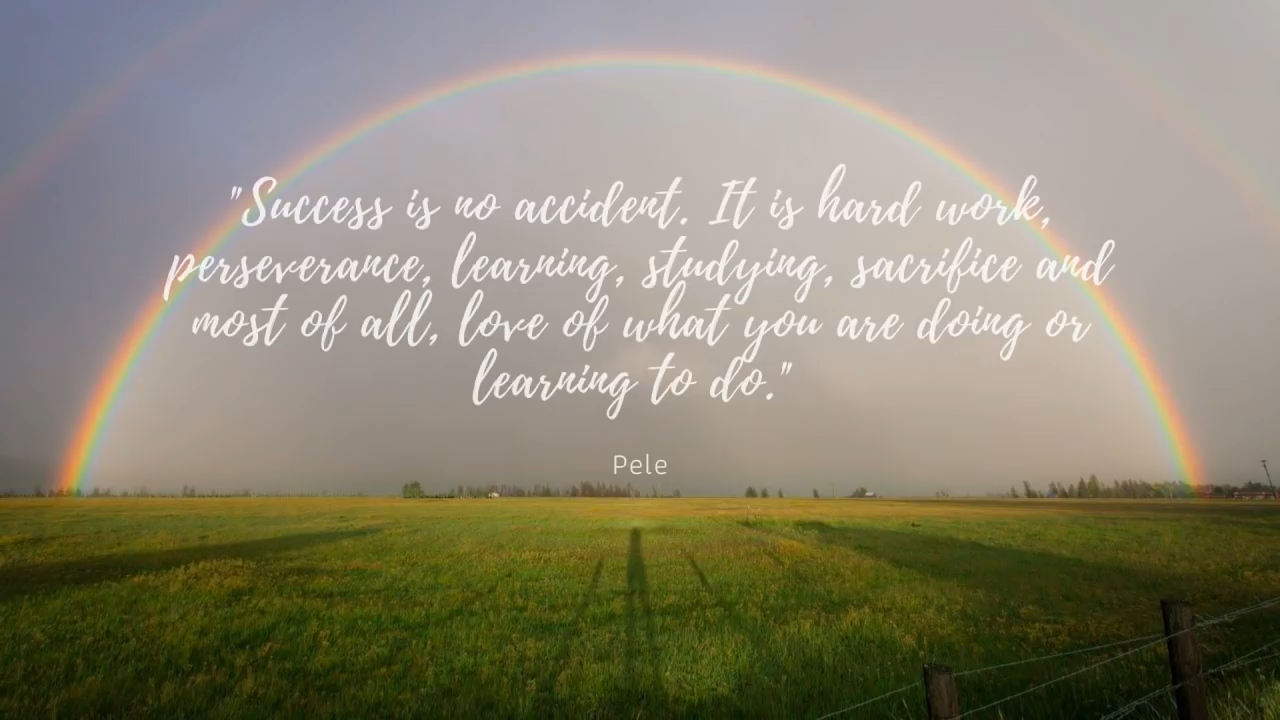 "Success is no accident. It is hard work,
perseverance, learning, studying, sacrifice and
most of all, love of what you are doing or
learning to do."
Pele